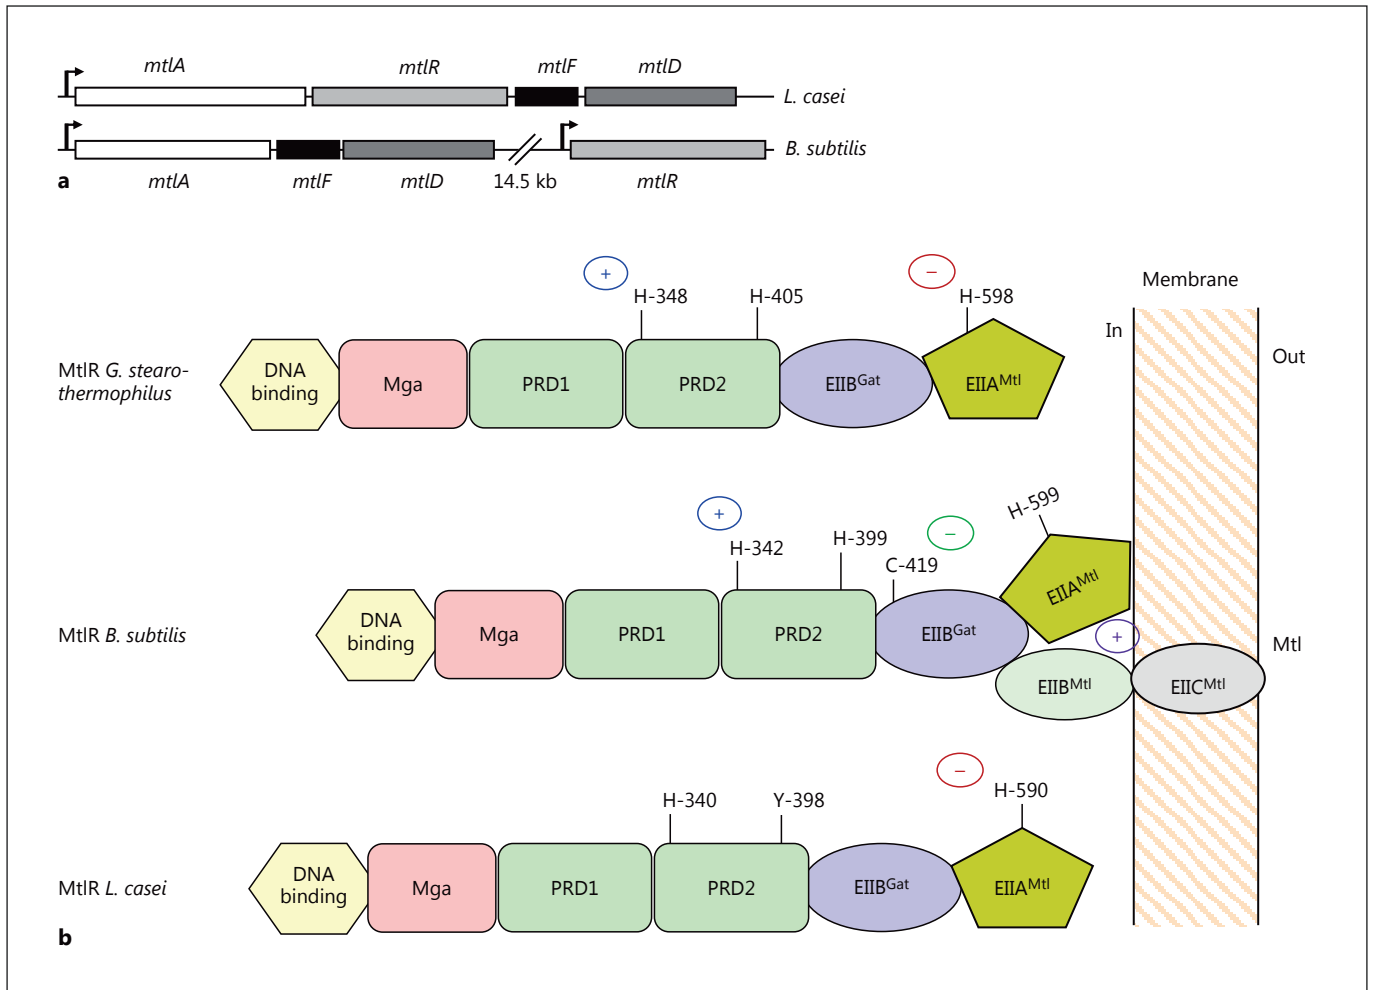 mtlA mtlR mtlF mtlD
L. casei
B. subtilis
a mtlA mtlF mtlD 14.5 kb mtlR
Membrane
In
Out
+ H-348 H-405 − H-598
MtlR G. stearo-
thermophilus
DNA
binding
Mga PRD1 PRD2 EIIBGat EIIAMtl
+ H-342 H-399 C-419 − H-599
MtlR B. subtilis
DNA
binding
Mga PRD1 PRD2 EIIBGat EIIAMtl
+
EIIBMtl EIICMtl
Mtl
H-340 Y-398 − H-590
MtlR L. casei
DNA
binding
Mga PRD1 PRD2 EIIBGat EIIAMtl
b